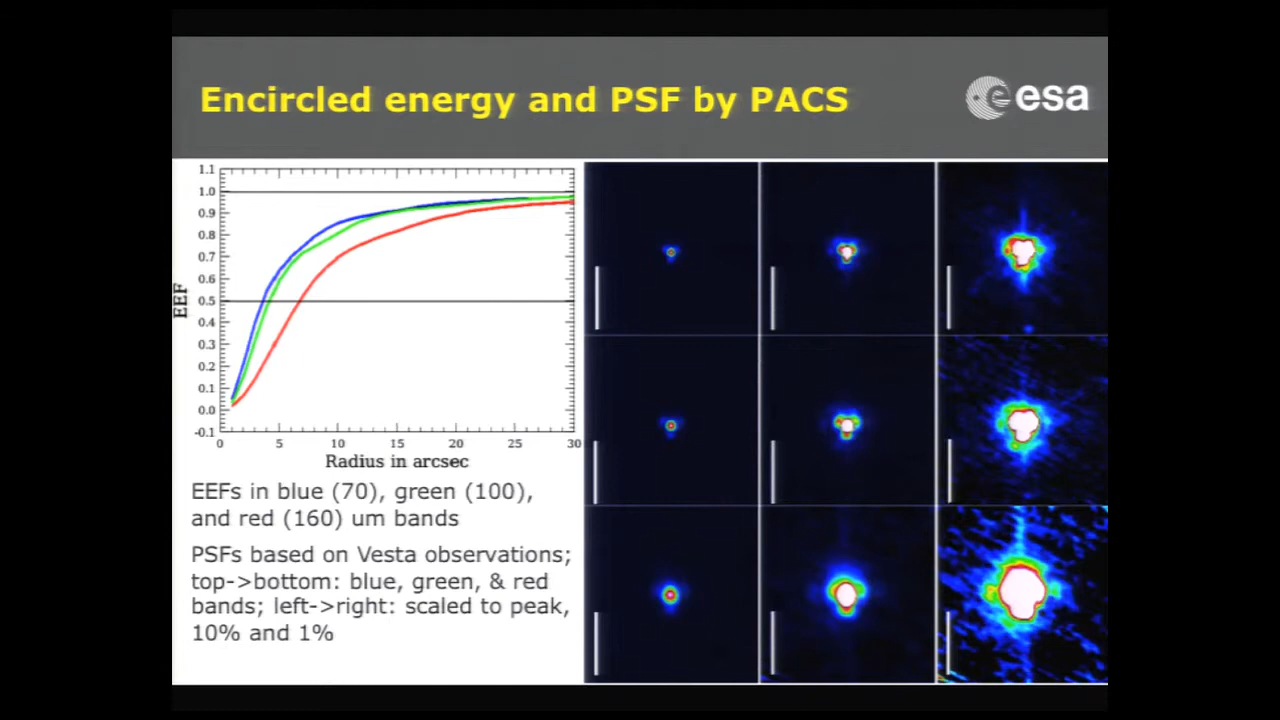 Encircled energy and PSF by PACS
esa
1.1
1.0
0.9
0.8
0.7
0.6
0.5
0.4
0.3
0.2
0.1
0.0
-0.1
EEF
0 5 10 15 20 25 30
Radius in arcsec
EEFs in blue (70), green (100),
and red (160) um bands
PSFs based on Vesta observations;
top->bottom: blue, green, & red
bands; left->right: scaled to peak,
10% and 1%